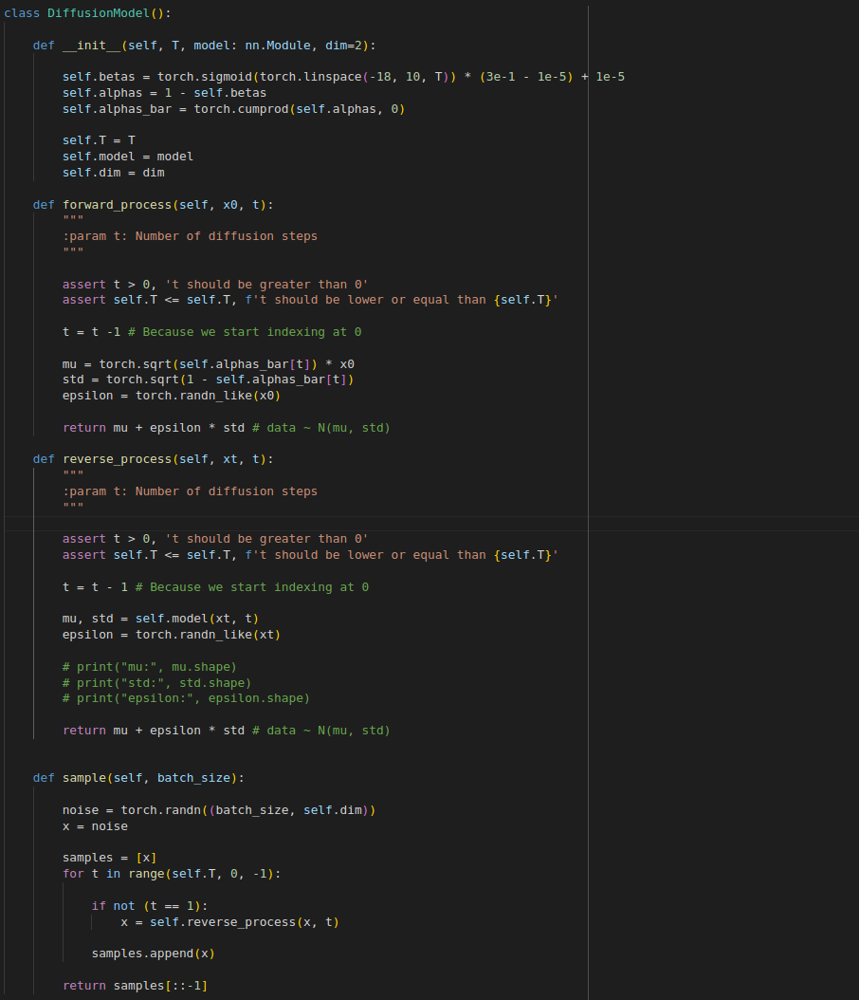 class DiffusionModel():
def __init__(self, T, model: nn.Module, dim=2):
self.betas = torch.sigmoid(torch.linspace(-18, 10, T)) * (3e-1 - 1e-5) + 1e-5
self.alphas = 1 - self.betas
self.alphas_bar = torch.cumprod(self.alphas, 0)
self.T = T
self.model = model
self.dim = dim
def forward_process(self, x0, t):
"""
:param t: Number of diffusion steps
"""
assert t > 0, 't should be greater than 0'
assert self.T <= self.T, f't should be lower or equal than {self.T}'
t = t -1 # Because we start indexing at 0
mu = torch.sqrt(self.alphas_bar[t]) * x0
std = torch.sqrt(1 - self.alphas_bar[t])
epsilon = torch.randn_like(x0)
return mu + epsilon * std # data ~ N(mu, std)
def reverse_process(self, xt, t):
"""
:param t: Number of diffusion steps
"""
assert t > 0, 't should be greater than 0'
assert self.T <= self.T, f't should be lower or equal than {self.T}'
t = t - 1 # Because we start indexing at 0
mu, std = self.model(xt, t)
epsilon = torch.randn_like(xt)
# print("mu:", mu.shape)
# print("std:", std.shape)
# print("epsilon:", epsilon.shape)
return mu + epsilon * std # data ~ N(mu, std)
def sample(self, batch_size):
noise = torch.randn((batch_size, self.dim))
x = noise
samples = [x]
for t in range(self.T, 0, -1):
if not (t == 1):
x = self.reverse_process(x, t)
samples.append(x)
return samples[::-1]